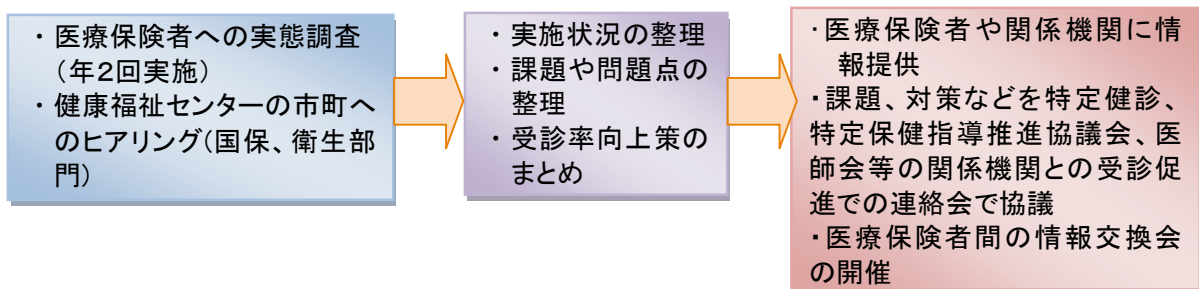 ・医療保険者への実態調査
（年２回実施）
・健康福祉センターの市町へ
のヒアリング(国保、衛生部
門）
・実施状況の整理
・課題や問題点の
整理
・受診率向上策の
まとめ
・医療保険者や関係機関に情
報提供
・課題、対策などを特定健診、
特定保健指導推進協議会、医
師会等の関係機関との受診促
進での連絡会で協議
・医療保険者間の情報交換会
の開催